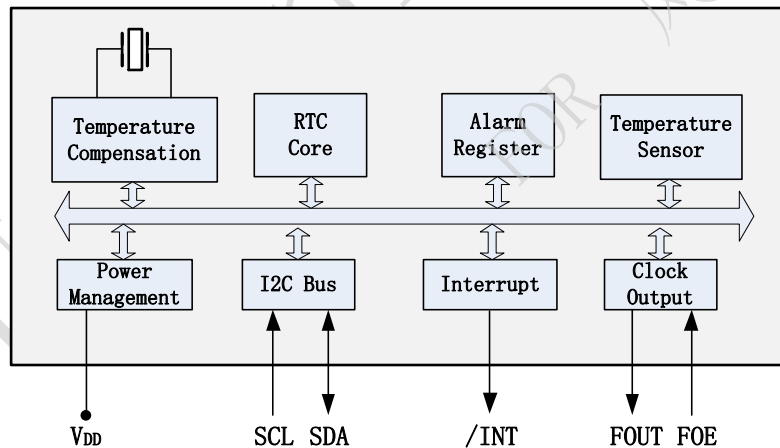 Temperature
Compensation
RTC
Core
Alarm
Register
Temperature
Sensor
Power
Management
I2C Bus
Interrupt
Clock
Output
VDD
SCL SDA
/INT
FOUT FOE
FOR